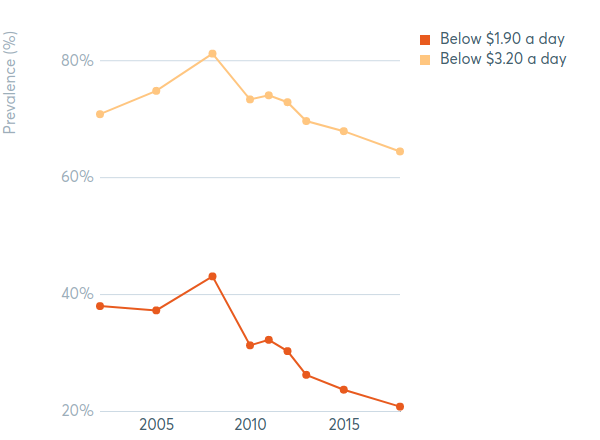 Prevalence (%)
Below $1.90 a day
Below $3.20 a day
80%
60%
40%
20%
2005 2010 2015